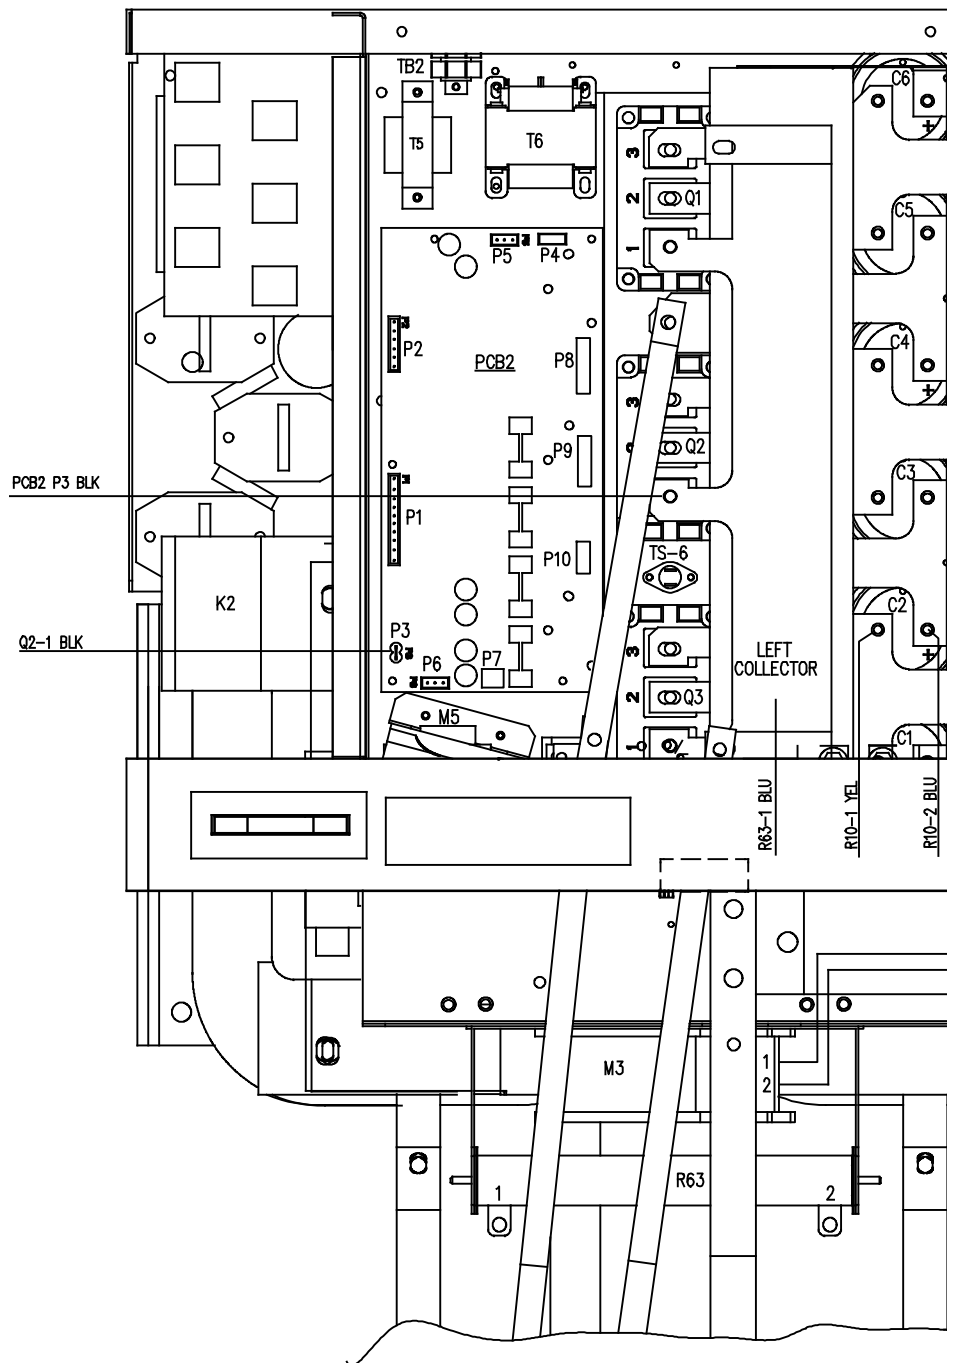 TB2
C6
T5
T6
3
+
2
Q1
C5
1
P5
P4
P2
PCB2
P8
C4
3
+
P9
Q2
C3
PCB2 P3 BLK
P1
P10
TS-6
K2
C2
P3
Q2-1 BLK
3
LEFT
COLLECTOR
+
P6
P7
2
Q3
M5
1
C1
R63-1 BLU
R10-1 YEL
R10-2 BLU
M3
1
2
R63
1
2